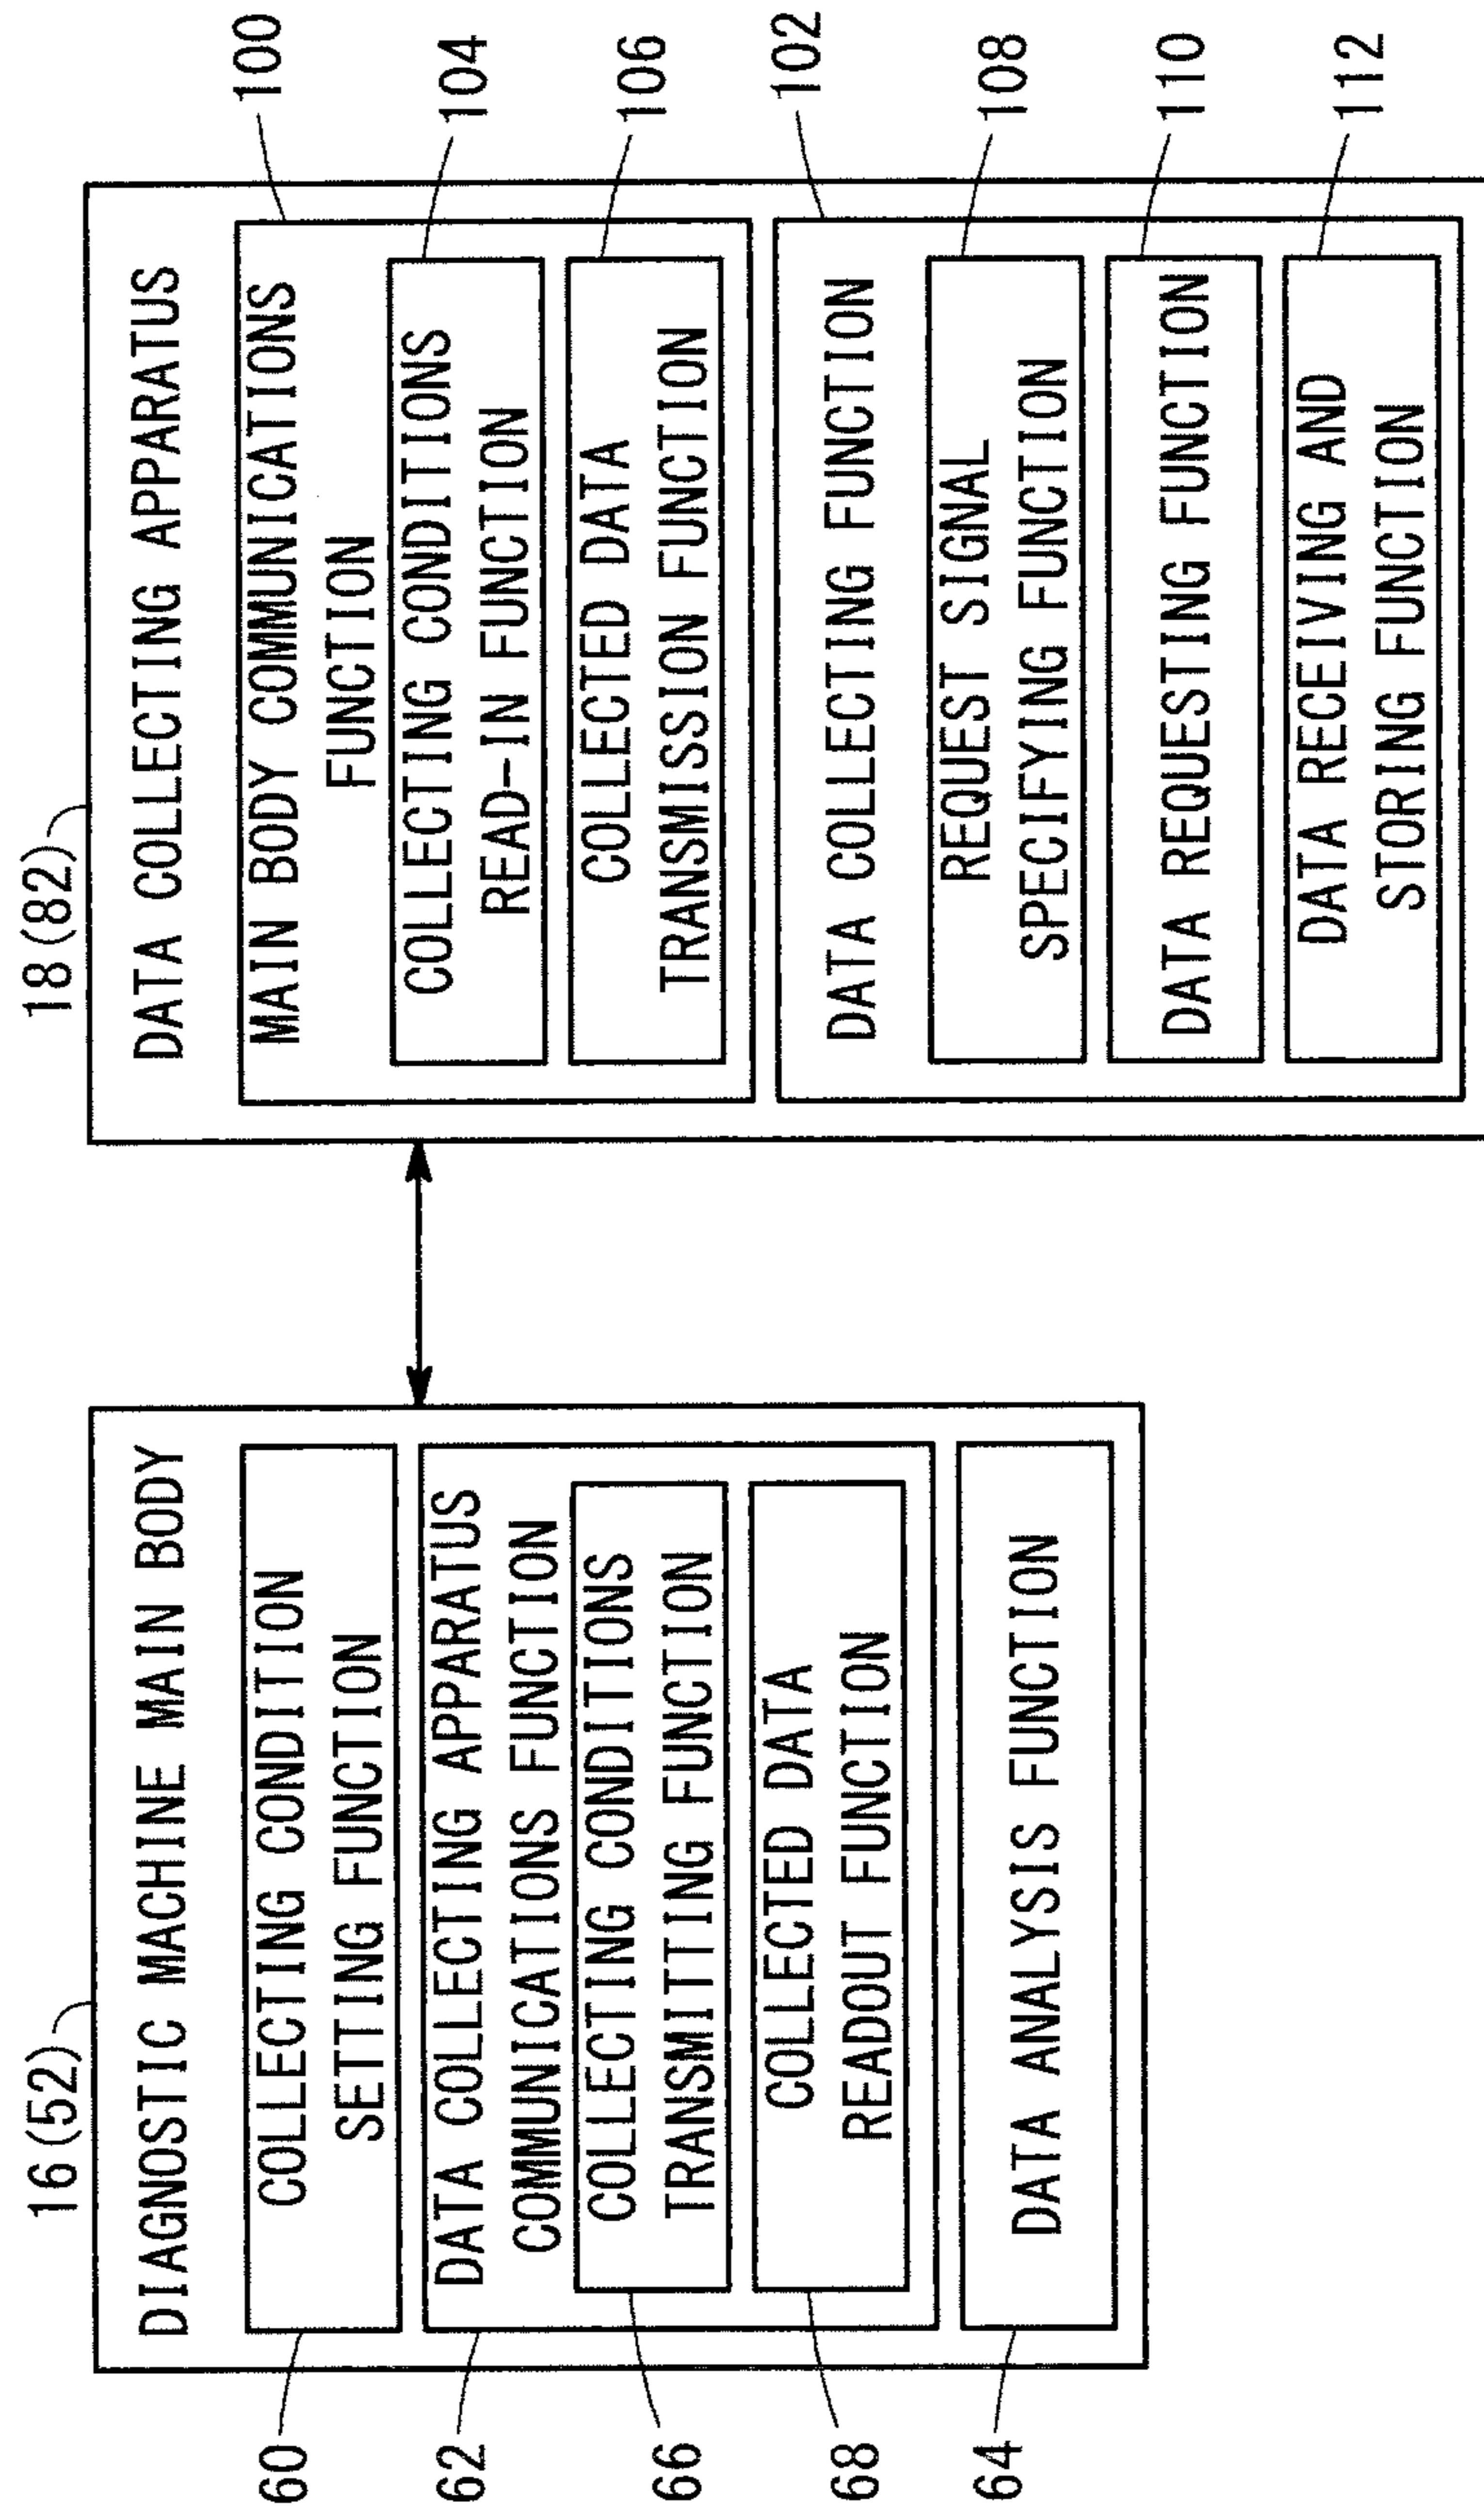 16(52)
DIAGNOSTIC MACHINE MAIN BODY
60
COLLECTING CONDITION
SETTING FUNCTION
62
DATA COLLECTING APPARATUS
COMMUNICATIONS FUNCTION
66
COLLECTING CONDITIONS
TRANSMITTING FUNCTION
68
COLLECTED DATA
READOUT FUNCTION
64
DATA ANALYSIS FUNCTION
18(82)
DATA COLLECTING APPARATUS
100
MAIN BODY COMMUNICATIONS
FUNCTION
104
COLLECTING CONDITIONS
READ-IN FUNCTION
106
COLLECTED DATA
TRANSMISSION FUNCTION
102
DATA COLLECTING FUNCTION
108
REQUEST SIGNAL
SPECIFYING FUNCTION
110
DATA REQUESTING FUNCTION
112
DATA RECEIVING AND
STORING FUNCTION